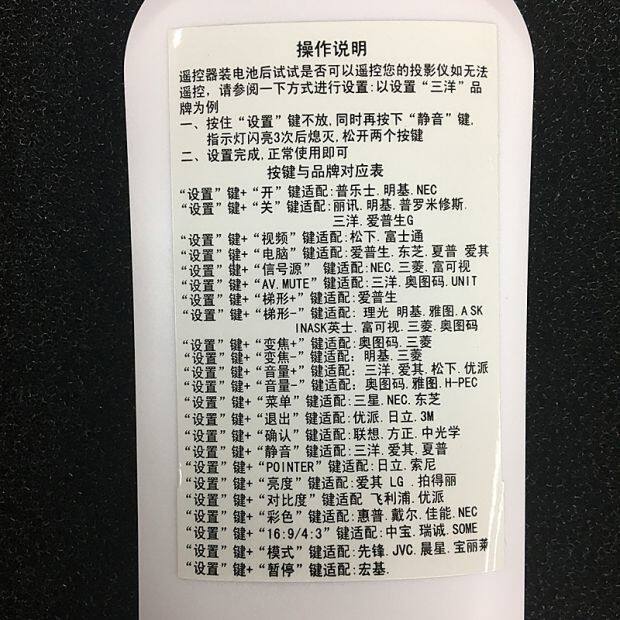 操作说明
遥控器装电池后试试是否可以遥控您的投影仪如无法
遥控，请参阅一下方式进行设置:以设置“三洋”品
牌为例
一、按住“设置”键不放,同时再按下“静音”键,
指示灯闪亮3次后熄灭,松开两个按键
二、设置完成,正常使用即可
按键与品牌对应表
“设置”键+“开”键适配:普乐士.明基.NEC
“设置”键+“关”键适配:丽讯.明基.普罗米修斯.
三洋.爱普生G
“设置”键+“视频”键适配:松下.富士通
“设置”键+“电脑”键适配:爱普生.东芝.夏普 爱其
“设置”键+“信号源” 键适配:NEC.三菱.富可视
“设置”键+“AV.MUTE”键适配:三洋.奥图码.UNIT
“设置”键+“梯形+”键适配:爱普生
“设置”键+“梯形-”键适配: 理光 明基.雅图.ASK
INASK英士.富可视.三菱.奥图码
“设置”键+“变焦+”键适配:奥图码.三菱
“设置”键+“变焦-”键适配: 明基.三菱
“设置”键+“音量+”键适配: 三洋.爱其.松下.优派
“设置”键+“音量-”键适配: 奥图码.雅图.H-PEC
“设置”键+“菜单”键适配:三星.NEC.东芝
“设置”键+“退出”键适配:优派.日立.3M
“设置”键+“确认”键适配:联想.方正.中光学
“设置”键+“静音”键适配:三洋.爱其.夏普
“设置”键+“POINTER”键适配:日立.索尼
“设置”键+“亮度”键适配:爱其 LG .拍得丽
“设置”键+“对比度”键适配 飞利浦.优派
“设置”键+“彩色”键适配:惠普.戴尔.佳能.NEC
“设置”键+“16:9/4:3”键适配:中宝.瑞诚.SOME
“设置”键+“模式”键适配:先锋.JVC.晨星.宝丽莱
“设置”键+“暂停”键适配:宏基.